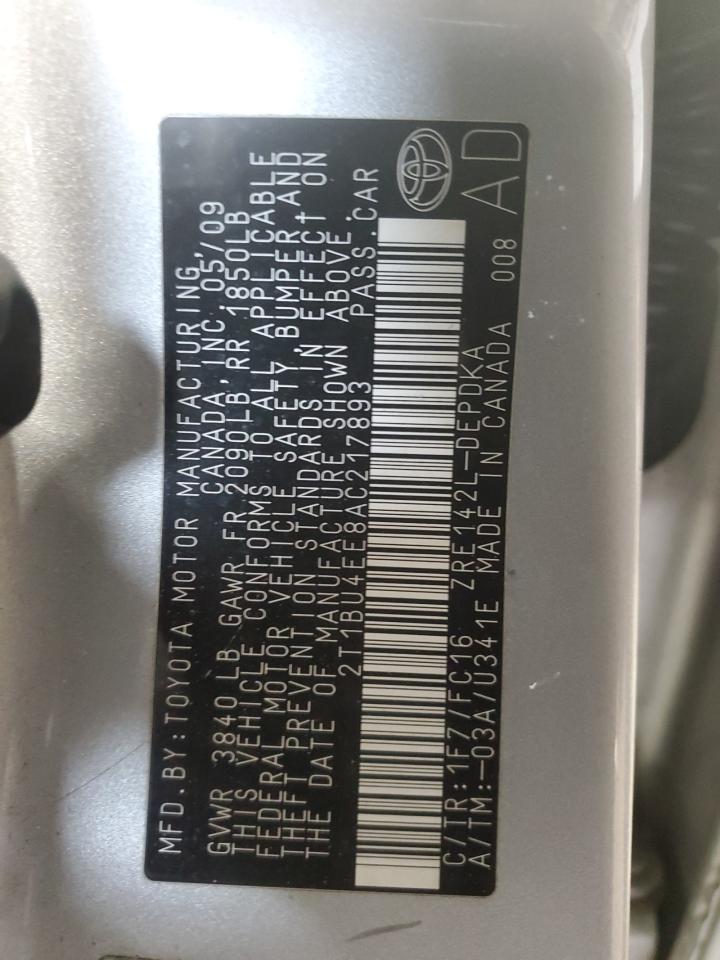 MFD.BY:TOYOTA MOTOR MANUFACTURING
CANADA, INC. 05/09
GVWR 3840 LB GAWR FR 2090LB, RR 1850LB
THIS VEHICLE CONFORMS TO ALL APPLICABLE
FEDERAL MOTOR VEHICLE SAFETY, BUMPER, AND
THEFT PREVENTION STANDARDS IN EFFECT ON
THE DATE OF MANUFACTURE SHOWN ABOVE.
2T1BU4EE8AC217893 PASS.CAR
C/TR:1F7/FC16 ZRE142L-DEPDKA
A/TM:-03A/U341E MADE IN CANADA 008
AD